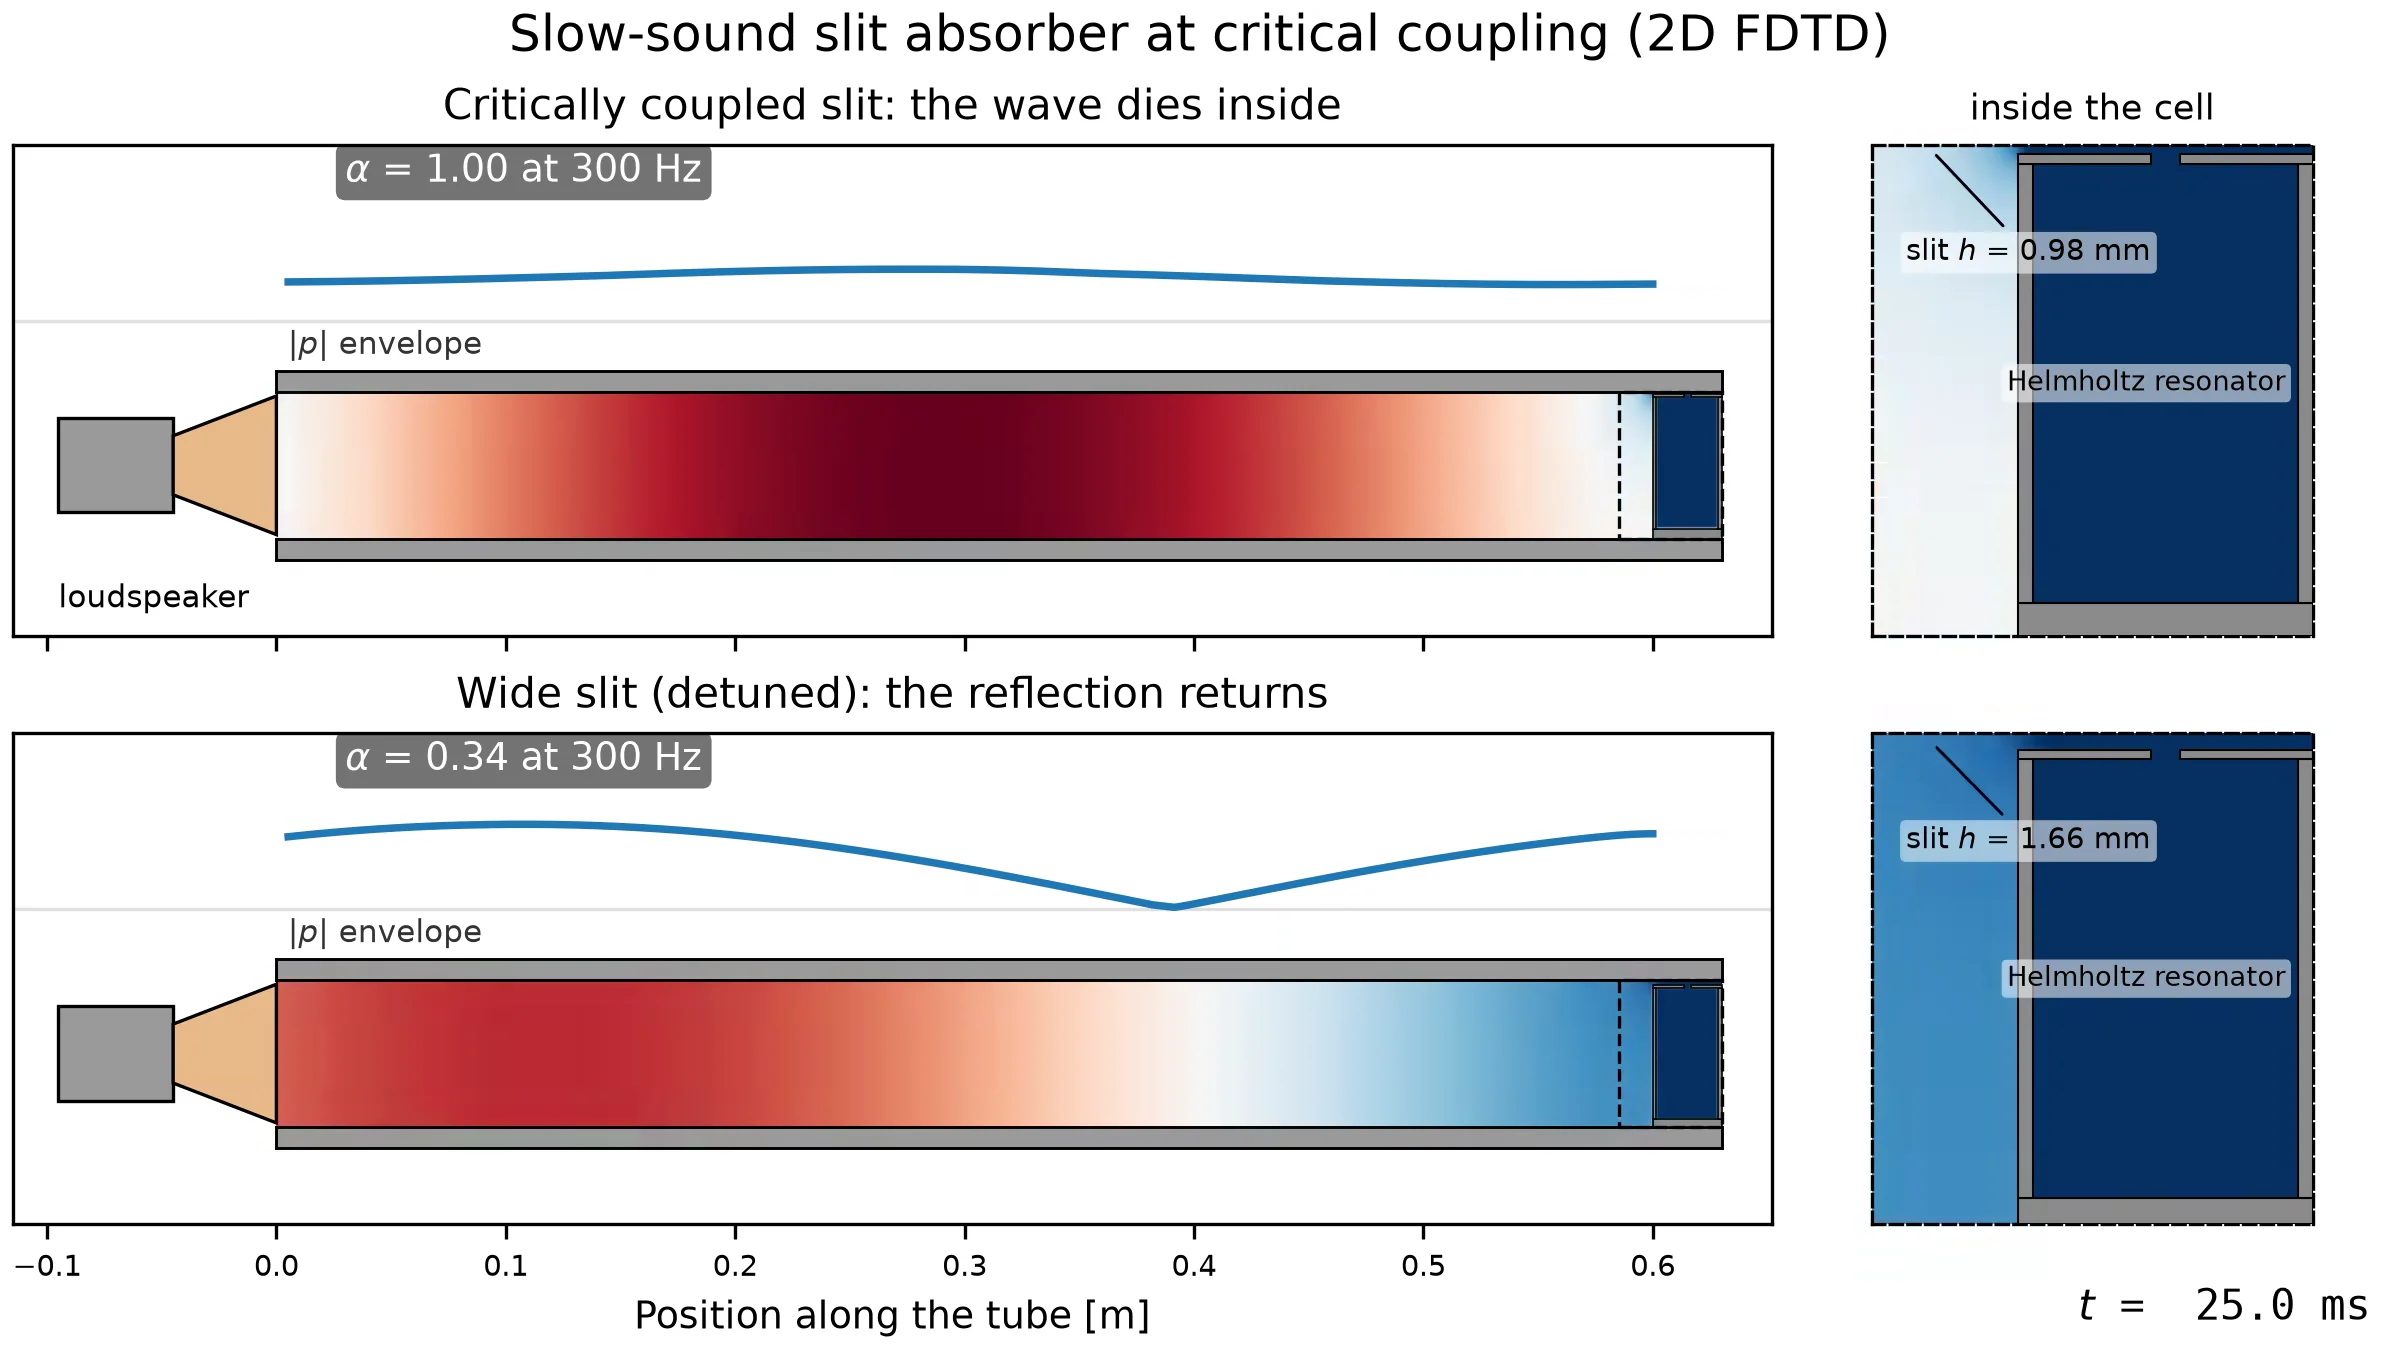 Slow-sound slit absorber at critical coupling (2D FDTD)
Critically coupled slit: the wave dies inside
inside the cell
α = 1.00 at 300 Hz
slit h = 0.98 mm
|p| envelope
Helmholtz resonator
loudspeaker
Wide slit (detuned): the reflection returns
α = 0.34 at 300 Hz
slit h = 1.66 mm
|p| envelope
Helmholtz resonator
−0.1 0.0 0.1 0.2 0.3 0.4 0.5 0.6
Position along the tube [m]
t = 25.0 ms